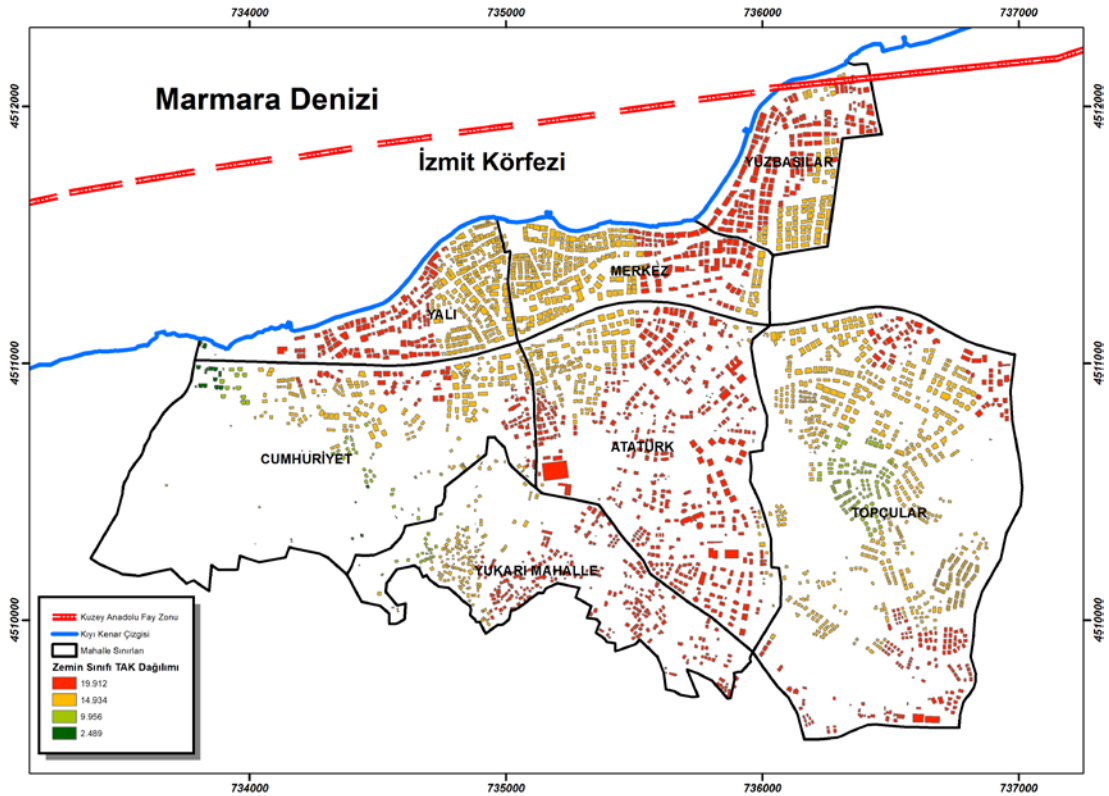 734000 735000 736000 737000
4512000
4511000
4510000
Marmara Denizi
İzmit Körfezi
YÜZBAŞILAR
MERKEZ
YALI
ATATÜRK
CUMHURİYET
TOPÇULAR
YUKARI MAHALLE
Kuzey Anadolu Fay Zonu
Kıyı Kenar Çizgisi
Mahalle Sınırları
Zemin Sınıfı TAK Dağılımı
19.912
14.934
9.956
2.489
4512000
4511000
4510000
734000 735000 736000 737000